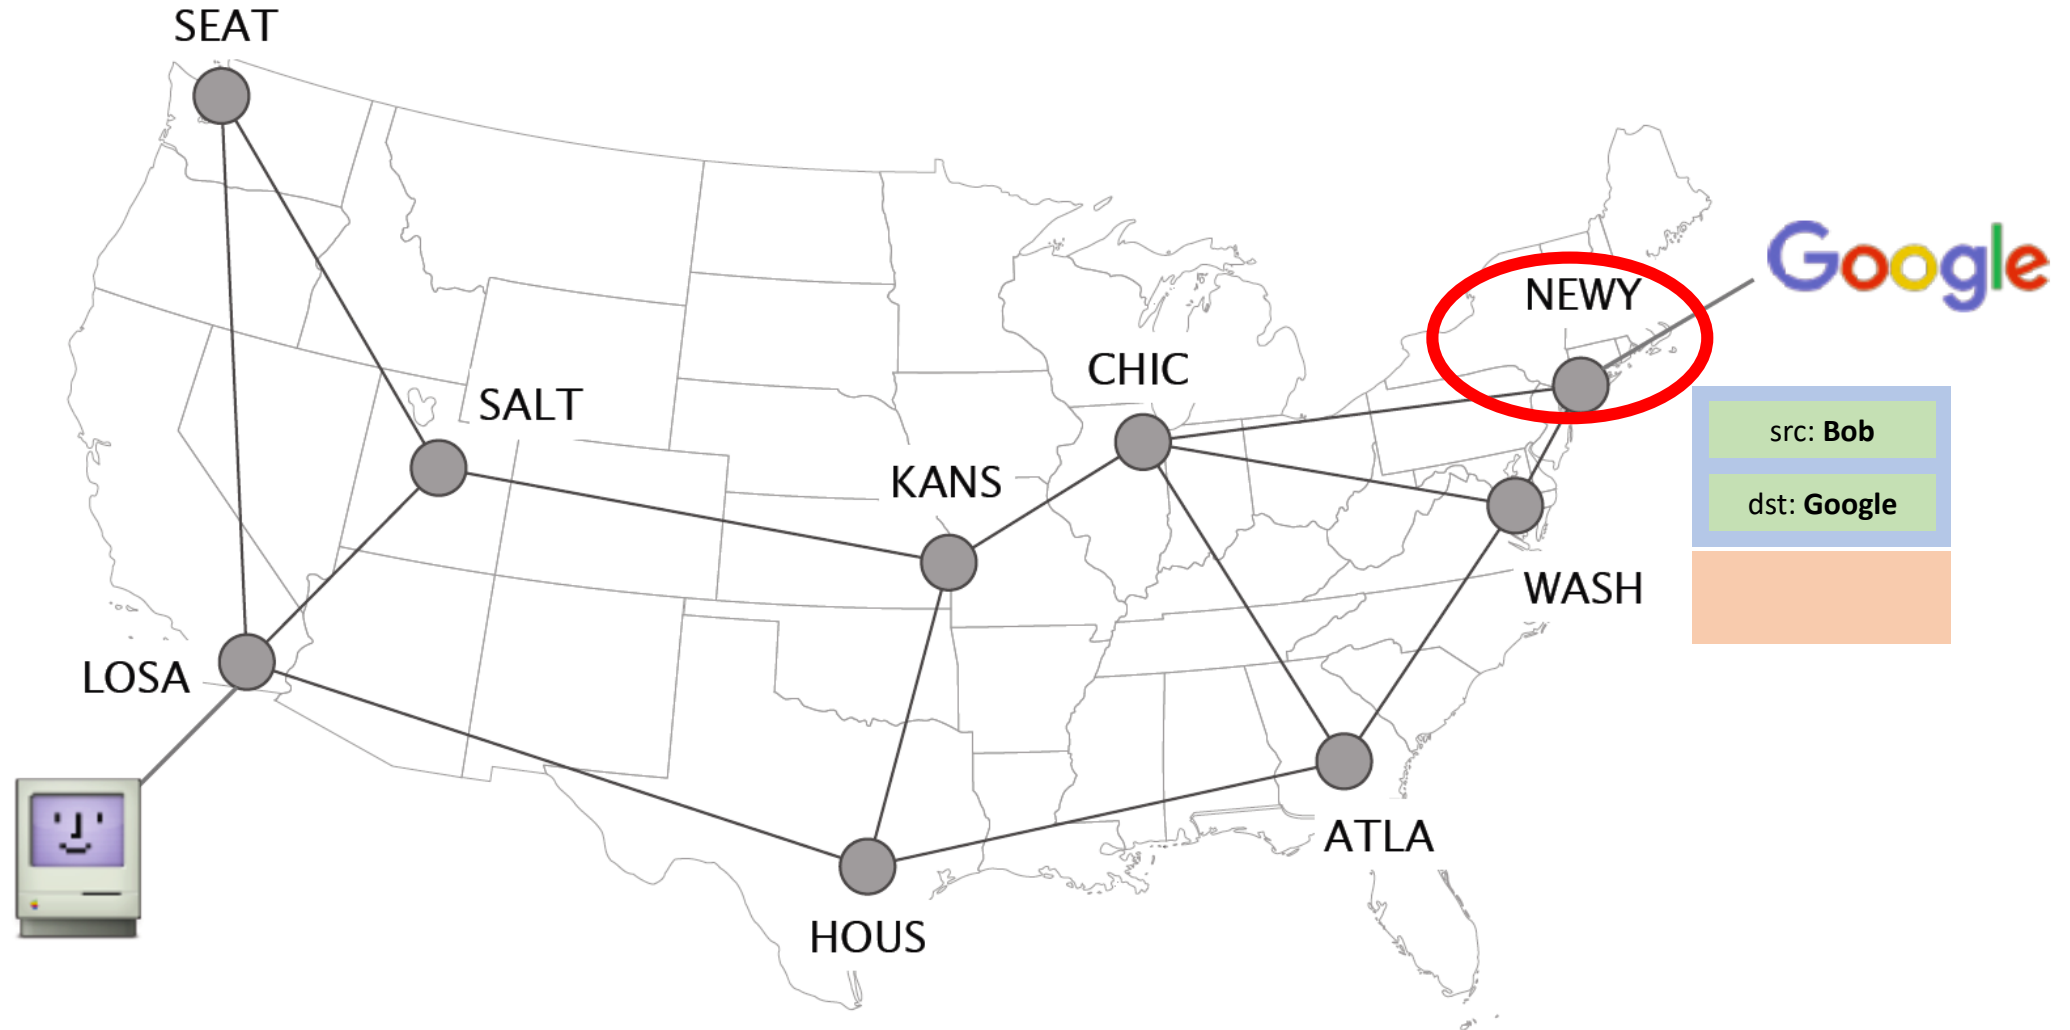 SEAT
Google
NEWY
CHIC
SALT
src: Bob
KANS
dst: Google
WASH
LOSA
ATLA
HOUS